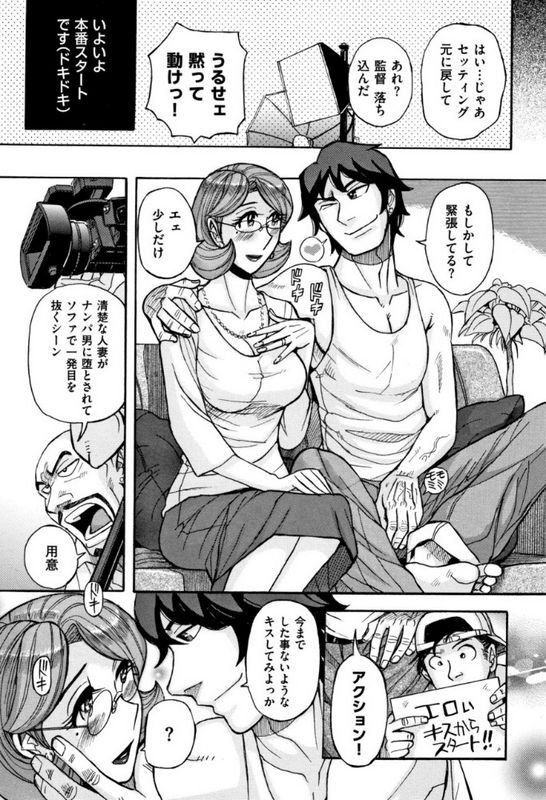 はい…じゃあ
セッティング
元に戻して
あれ?
監督 落ち
込んだ
うるせェ
黙って
動けっ!
いよいよ
本番スタート
です(ドキドキ)
もしかして
緊張してる?
エェ
少しだけ
ドキ
ドキ
モミ
モミ
清楚な人妻が
ナンパ男に堕とされて
ソファで一発目を
抜くシーン
用意
エロい
キスから
スタート!!
アクション!
今まで
した事ないような
キスしてみよっか
?
ドキ
ドキ